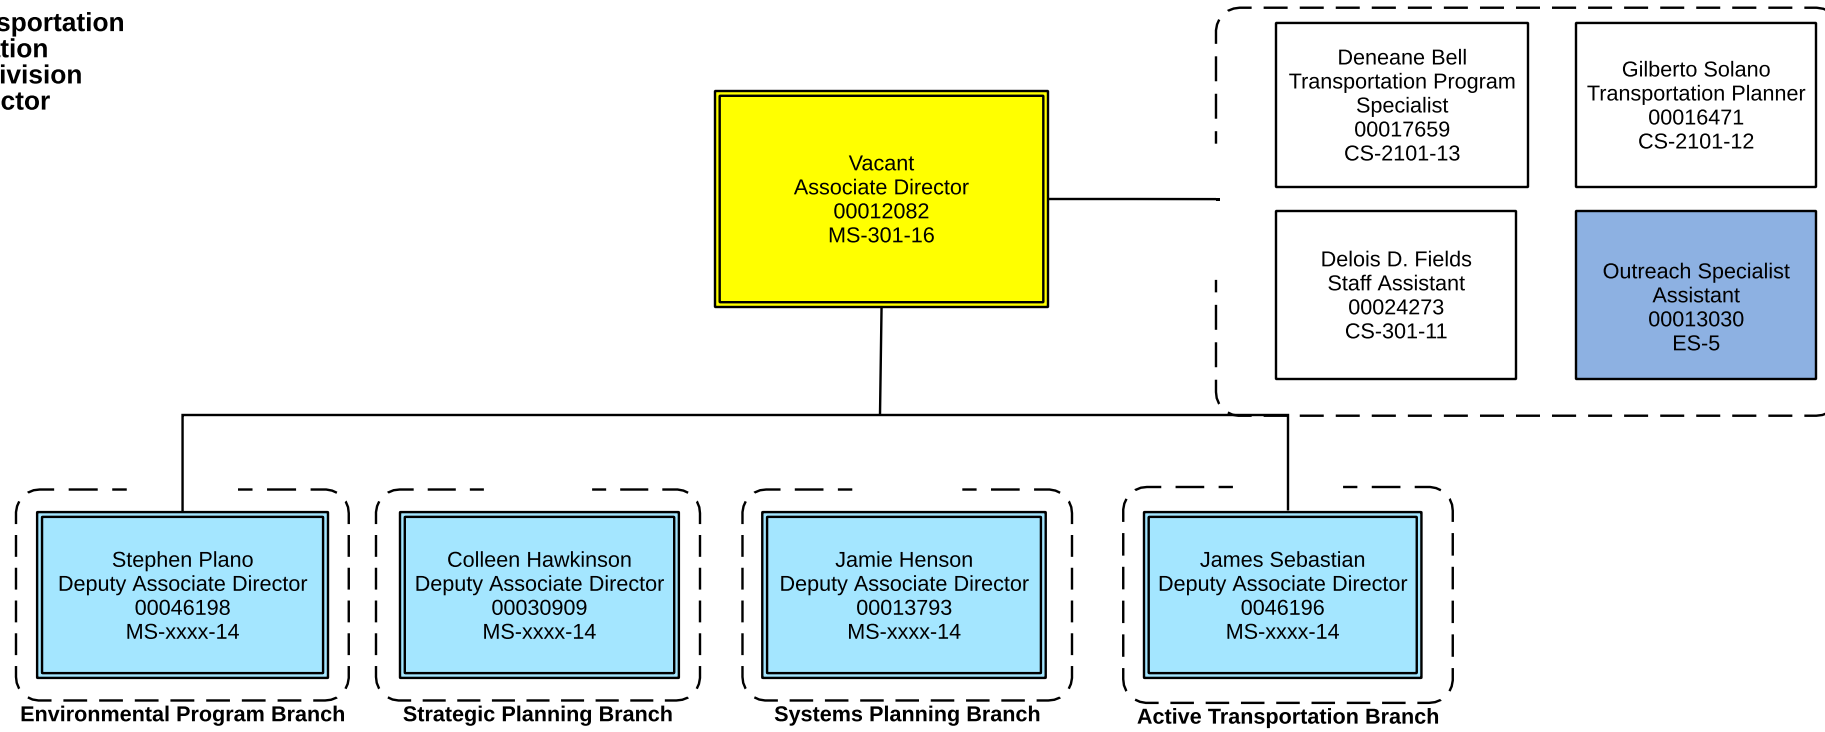 sportation
tion
ivision
ctor
Deneane Bell
Transportation Program
Specialist
00017659
CS-2101-13
Gilberto Solano
Transportation Planner
00016471
CS-2101-12
Vacant
Associate Director
00012082
MS-301-16
Delois D. Fields
Staff Assistant
00024273
CS-301-11
Outreach Specialist
Assistant
00013030
ES-5
Stephen Plano
Deputy Associate Director
00046198
MS-xxxx-14
Environmental Program Branch
Colleen Hawkinson
Deputy Associate Director
00030909
MS-xxxx-14
Strategic Planning Branch
Jamie Henson
Deputy Associate Director
00013793
MS-xxxx-14
Systems Planning Branch
James Sebastian
Deputy Associate Director
0046196
MS-xxxx-14
Active Transportation Branch